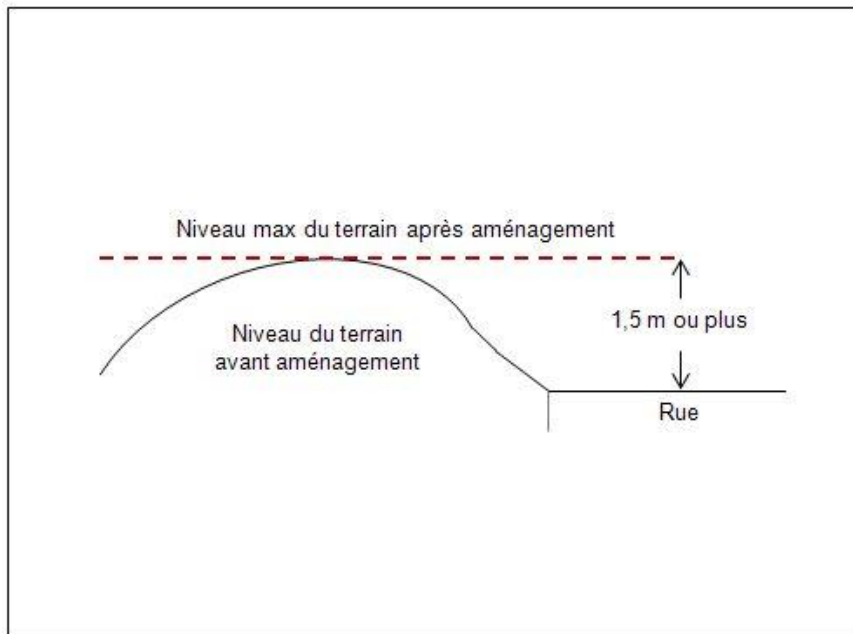 Niveau max du terrain après aménagement
Niveau du terrain
avant aménagement
1,5 m ou plus
Rue